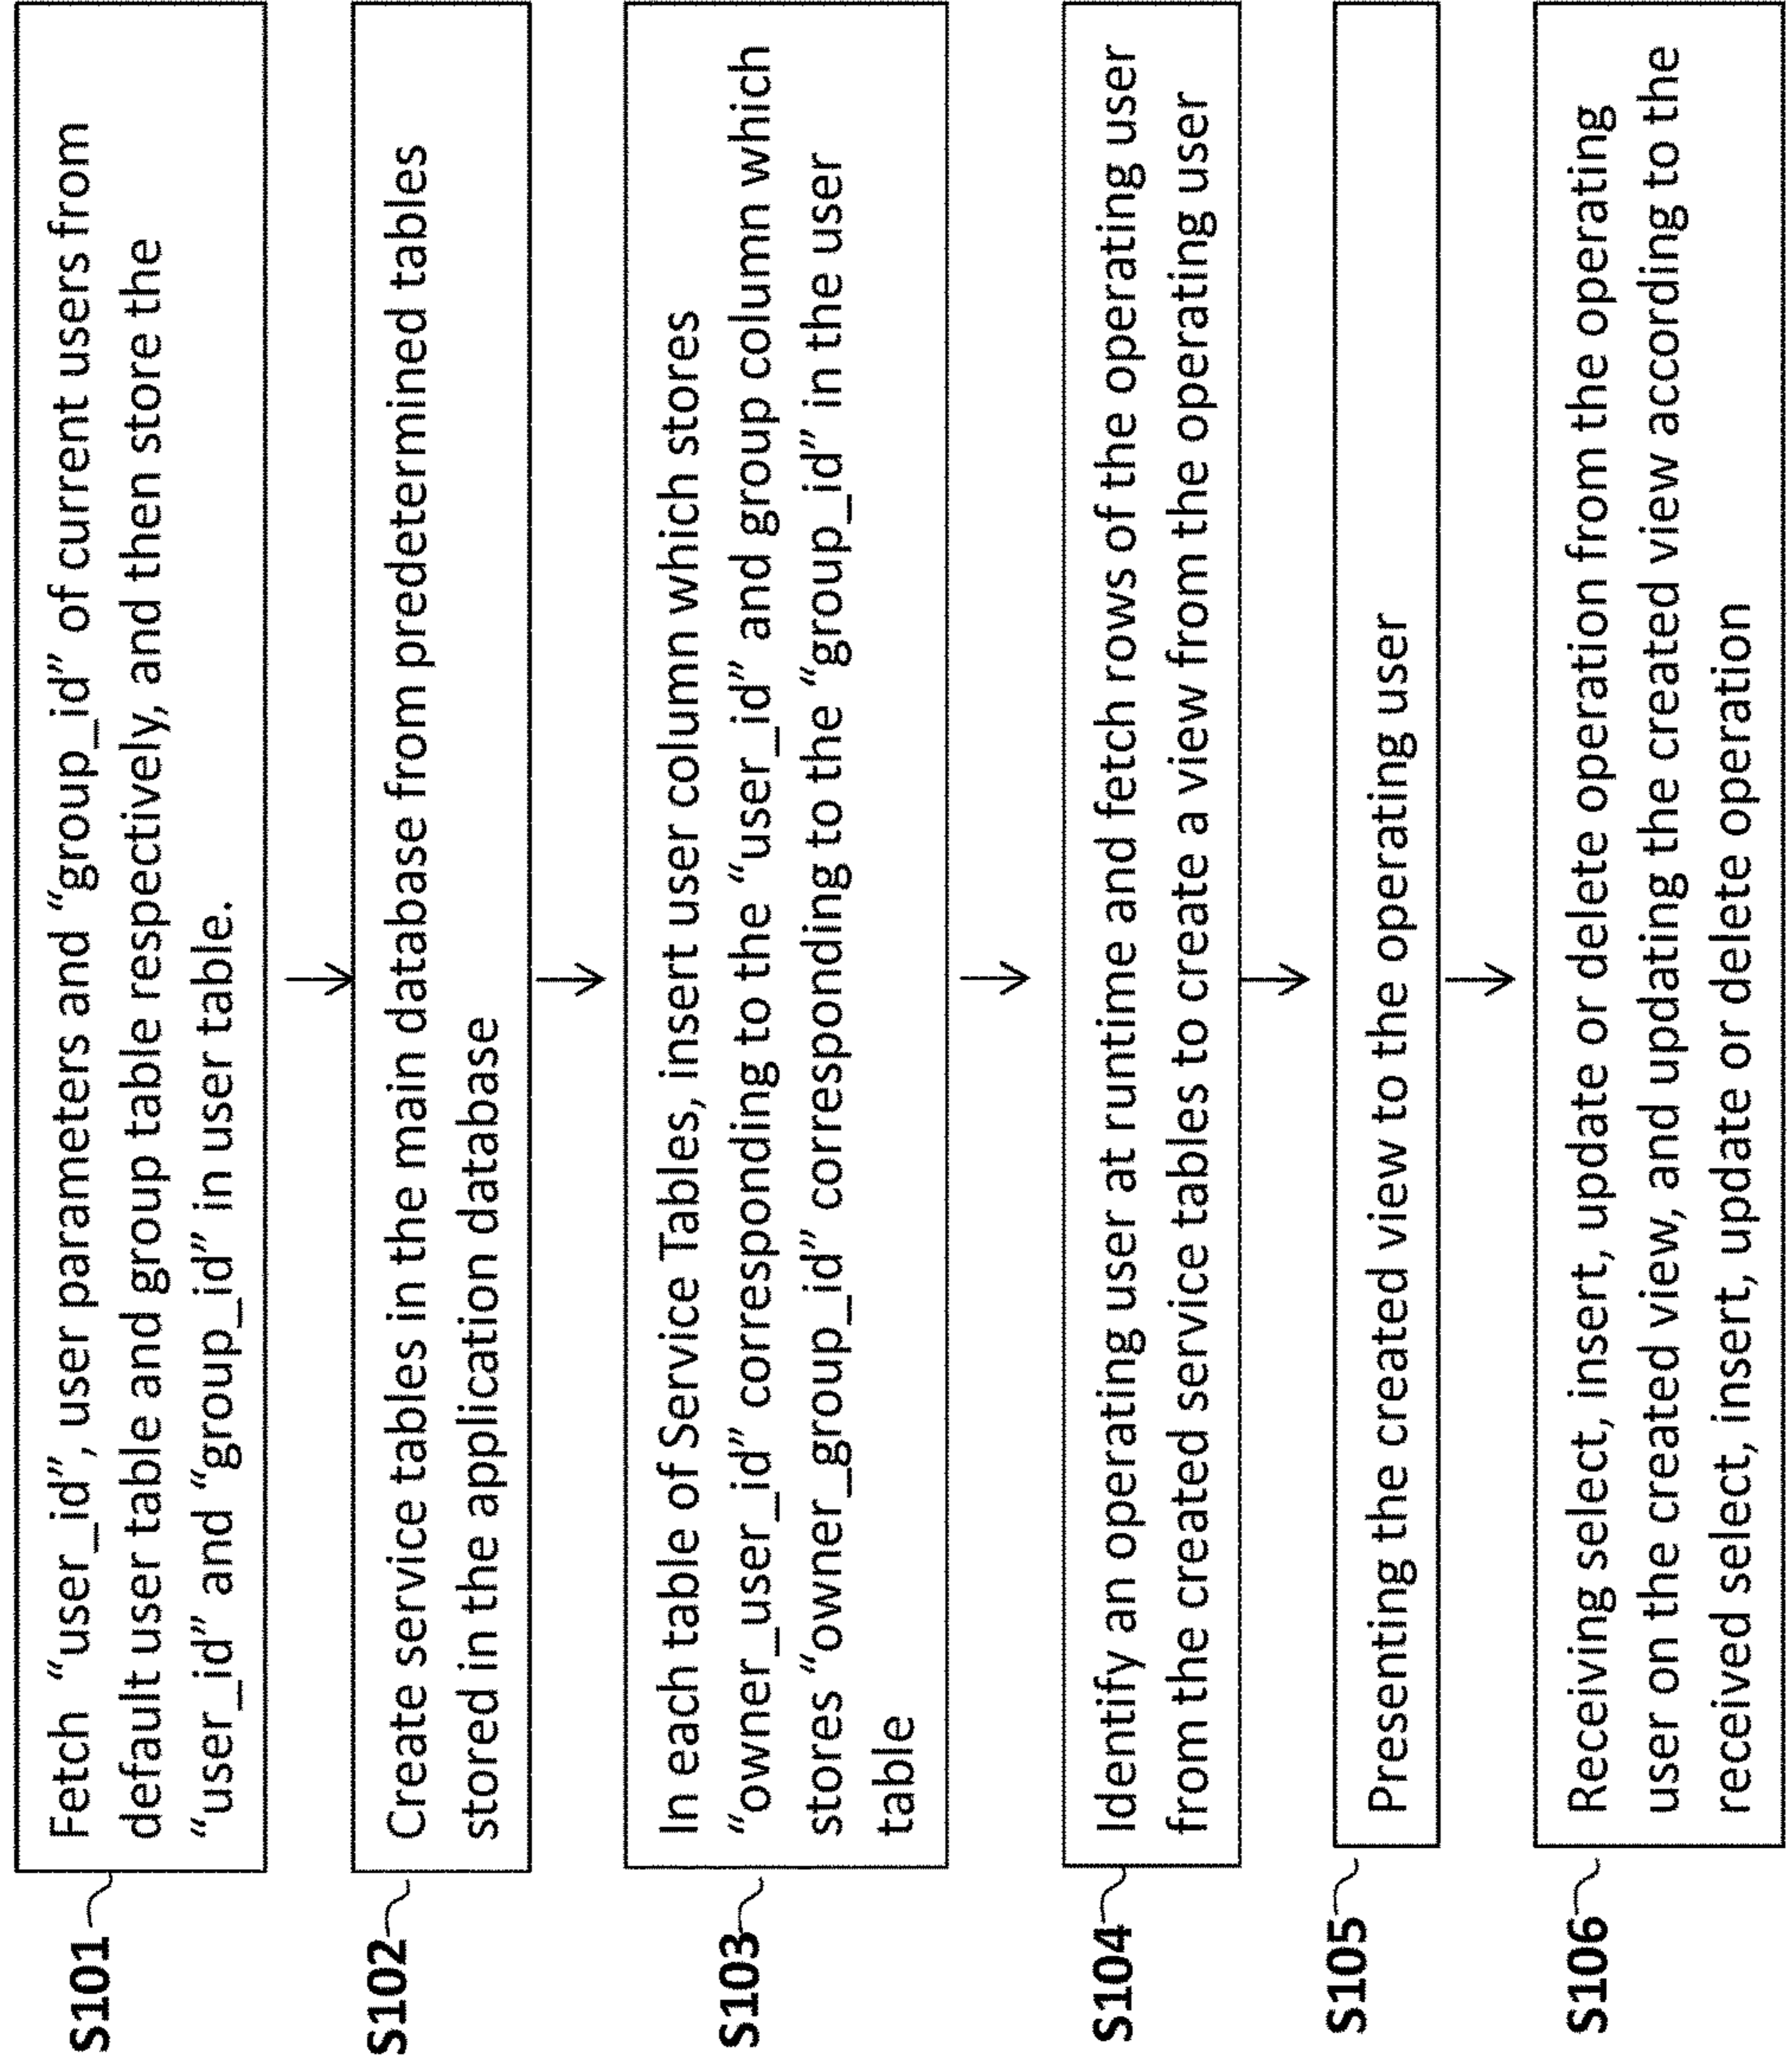 S101
Fetch “user_id”, user parameters and “group_id” of current users from
default user table and group table respectively, and then store the
“user_id” and “group_id” in user table.
S102
Create service tables in the main database from predetermined tables
stored in the application database
S103
In each table of Service Tables, insert user column which stores
“owner_user_id” corresponding to the “user_id” and group column which
stores “owner_group_id” corresponding to the “group_id” in the user
table
S104
Identify an operating user at runtime and fetch rows of the operating user
from the created service tables to create a view from the operating user
S105
Presenting the created view to the operating user
S106
Receiving select, insert, update or delete operation from the operating
user on the created view, and updating the created view according to the
received select, insert, update or delete operation